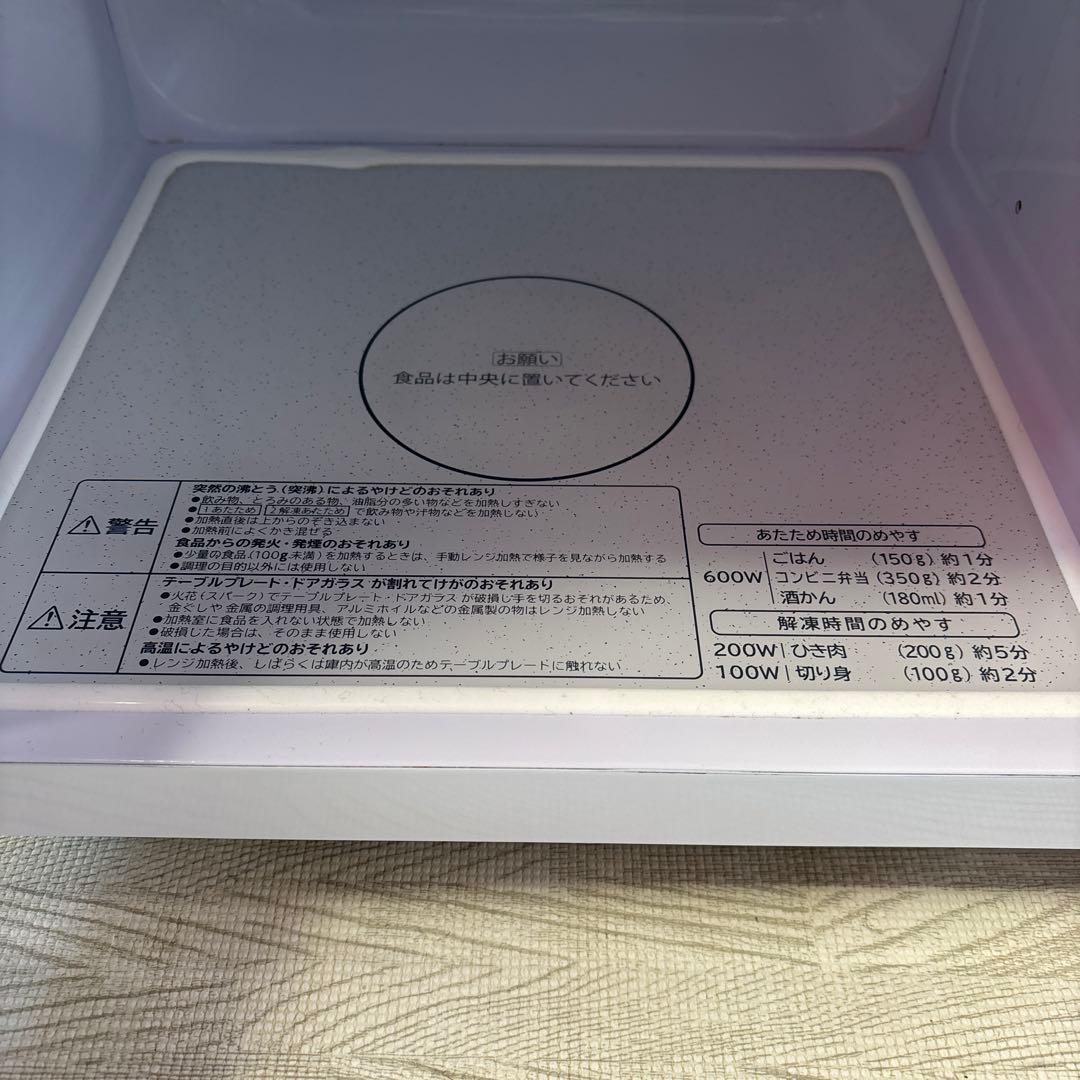 お願い
食品は中央に置いてください
警告
突然の沸とう(突沸)によるやけどのおそれあり
●飲み物、とろみのある物、油脂分の多い物などを加熱しすぎない
●1あたため 2解凍あたため で飲み物や汁物などを加熱しない
●加熱直後は上からのぞき込まない
●加熱前によくかき混ぜる
食品からの発火・発煙のおそれあり
●少量の食品(100g未満)を加熱するときは、手動レンジ加熱で様子を見ながら加熱する
●調理の目的以外には使用しない
注意
テーブルプレート・ドアガラスが割れてけがのおそれあり
●火花(スパーク)でテーブルプレート・ドアガラスが破損し手を切るおそれがあるため、
金ぐしや金属の調理用具、アルミホイルなどの金属製の物はレンジ加熱しない
●加熱室に食品を入れない状態で加熱しない
●破損した場合は、そのまま使用しない
高温によるやけどのおそれあり
●レンジ加熱後、しばらくは庫内が高温のためテーブルプレートに触れない
あたため時間のめやす
600W
ごはん (150g) 約1分
コンビニ弁当 (350g) 約2分
酒かん (180ml) 約1分
解凍時間のめやす
200W ひき肉 (200g) 約5分
100W 切り身 (100g) 約2分